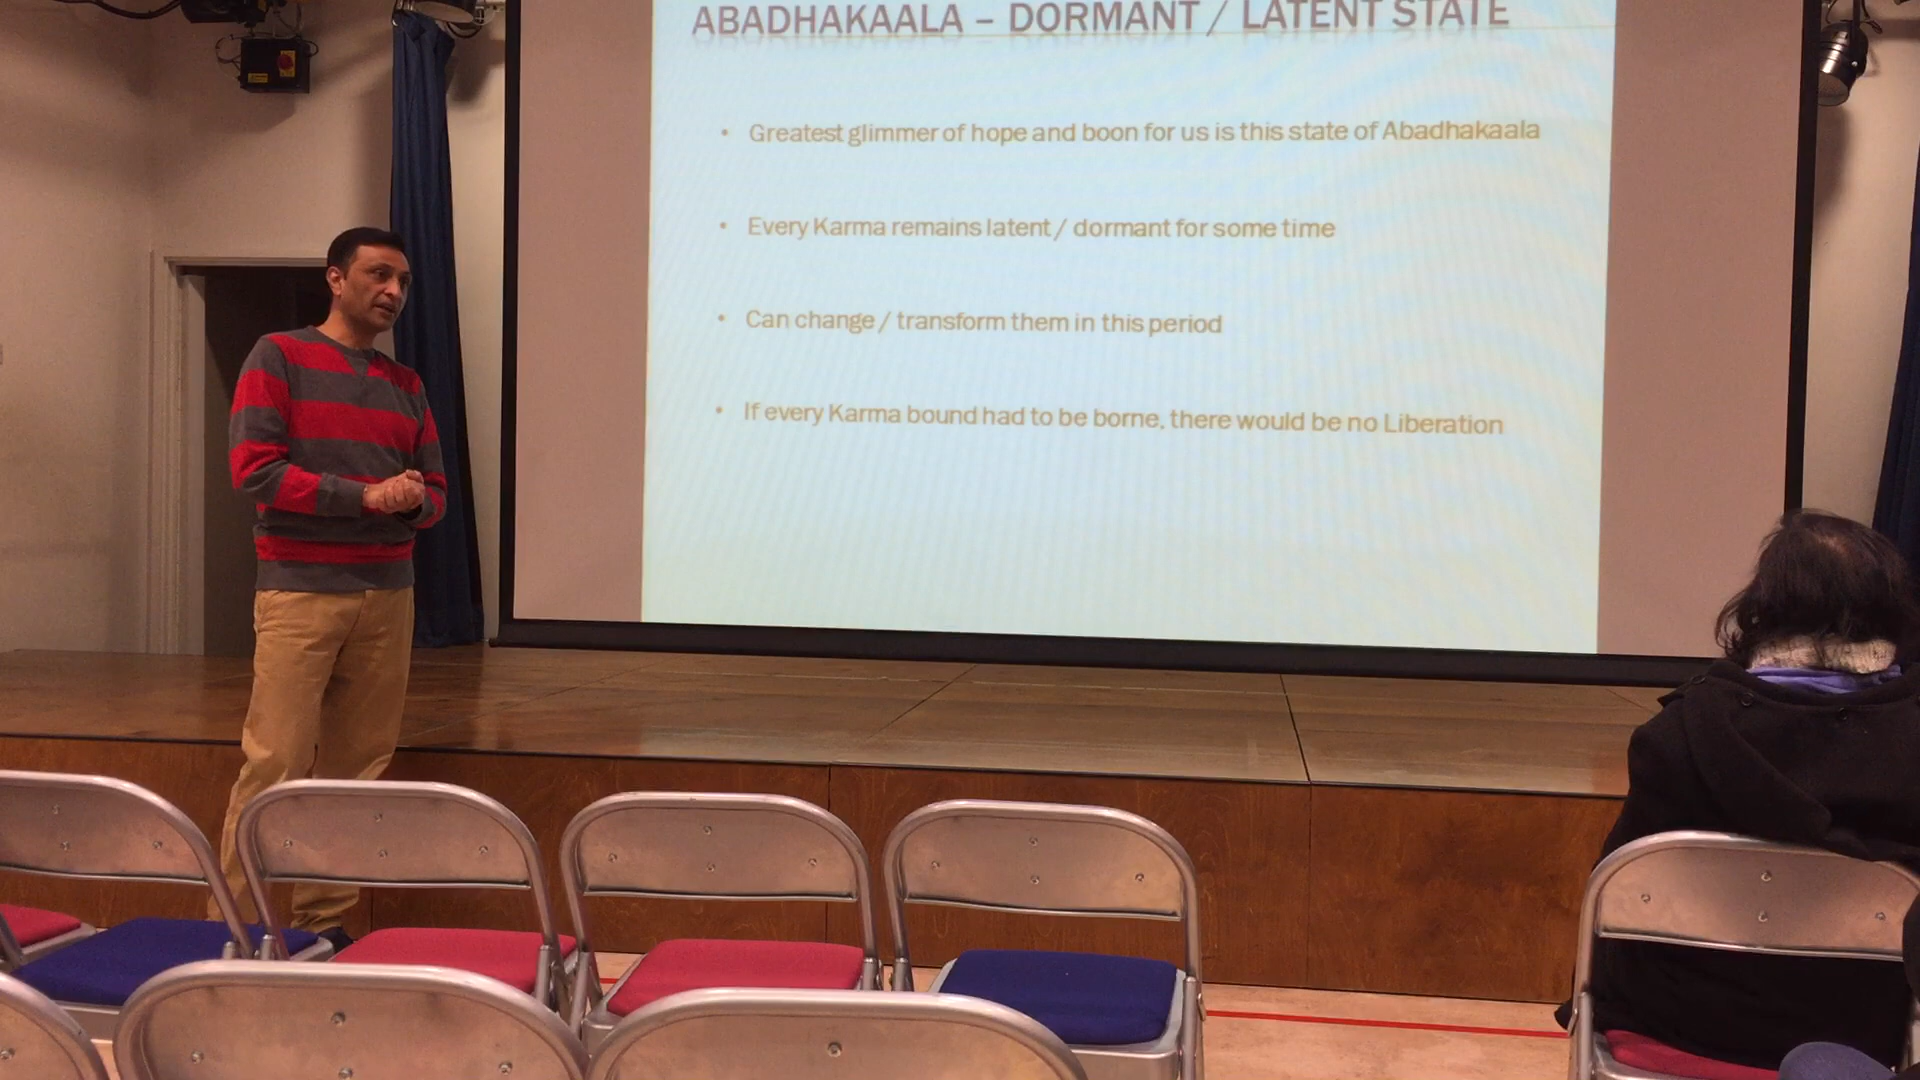 ABADHAKAALA – DORMANT / LATENT STATE
• Greatest glimmer of hope and boon for us is this state of Abadhakaala
• Every Karma remains latent / dormant for some time
• Can change / transform them in this period
• If every Karma bound had to be borne, there would be no Liberation